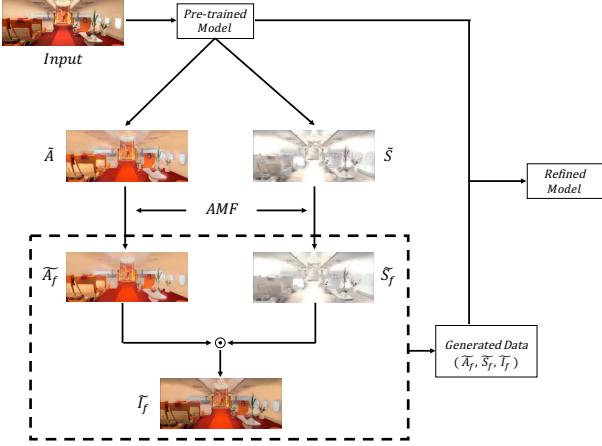 Pre-trained
Model
Input
Ã
S̃
Refined
Model
AMF
Ã_f
S̃_f
Generated Data
( Ã_f, S̃_f, Ĩ_f )
⊙
Ĩ_f